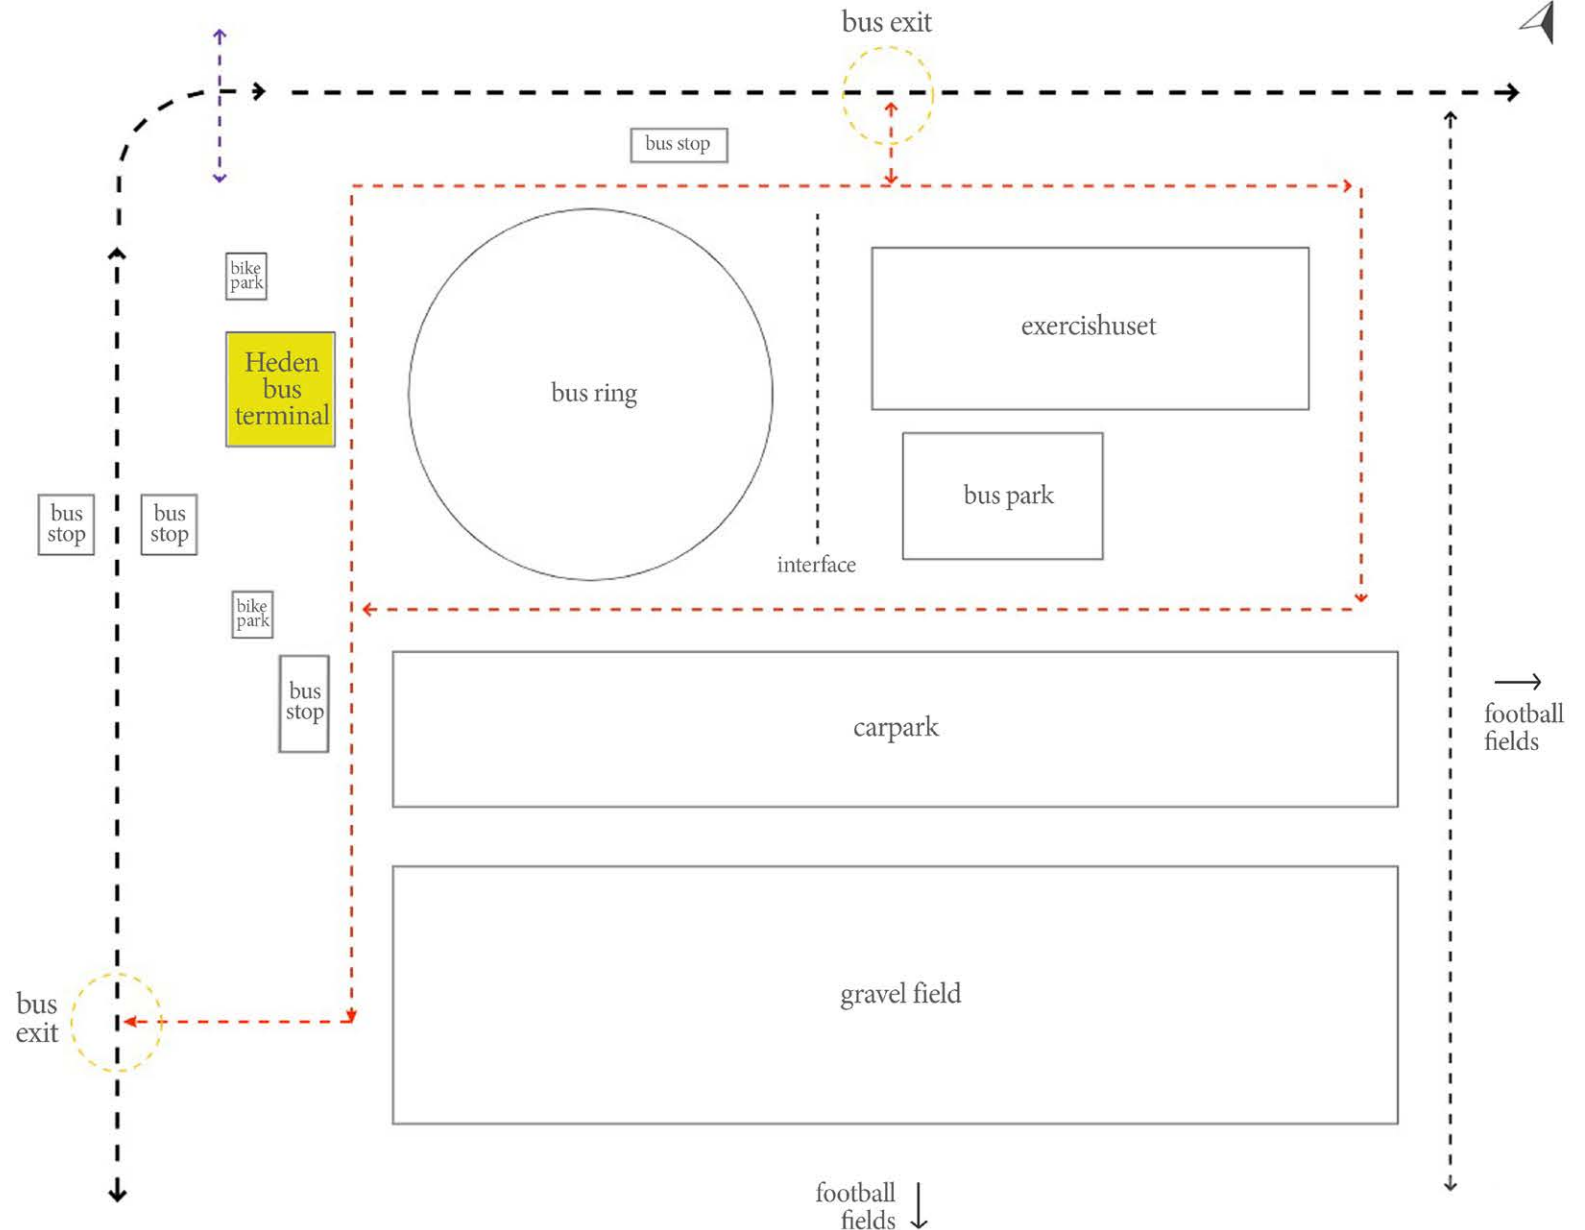 bus exit
bus stop
bike
park
Heden
bus
terminal
bus ring
exercishuset
bus
stop
bus
stop
bus park
interface
bike
park
bus
stop
carpark
football
fields
gravel field
bus
exit
football
fields